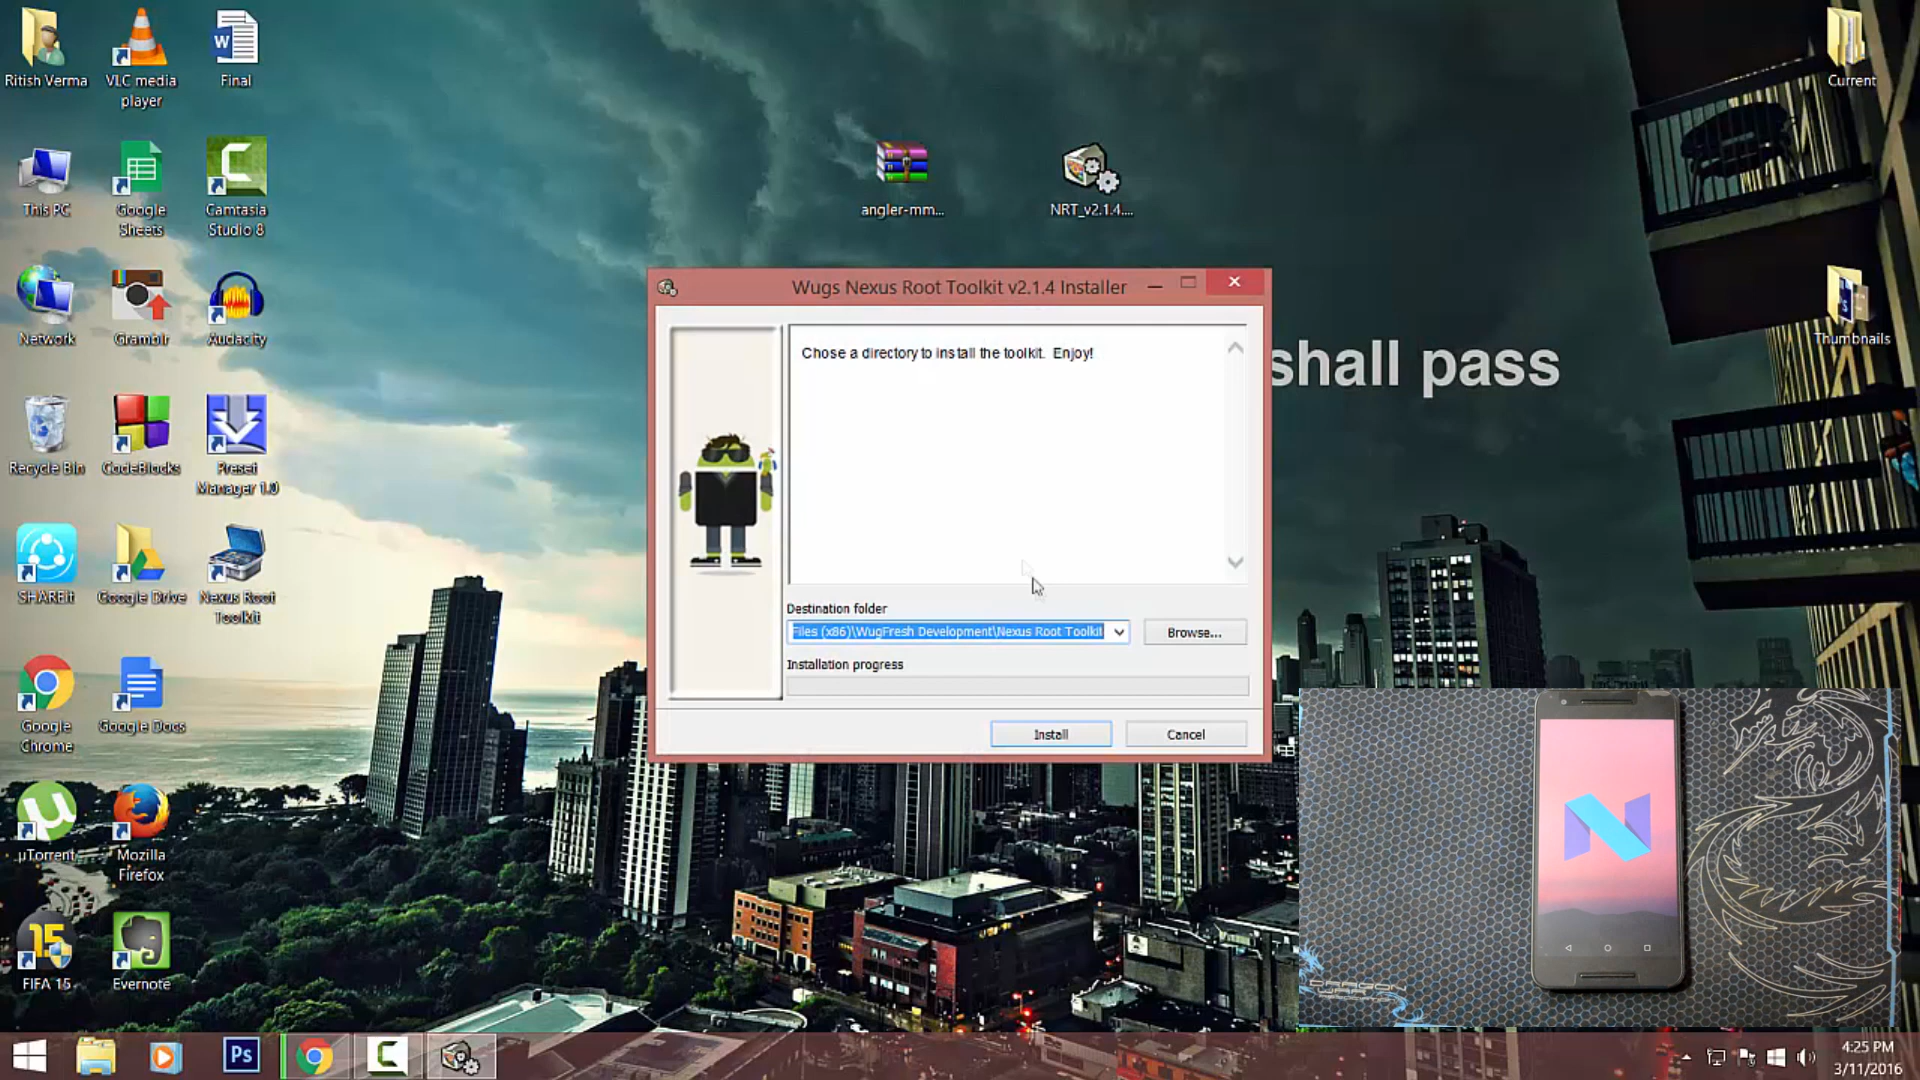 Ritish Verma
VLC media
player
Final
Current
This PC
Google
Sheets
Camtasia
Studio 8
angler-mm...
NRT_v2.1.4....
Network
Gramblr
Audacity
Thumbnails
Wugs Nexus Root Toolkit v2.1.4 Installer
Chose a directory to install the toolkit. Enjoy!
shall pass
Recycle Bin
CodeBlocks
Preset
Manager 1.0
SHAREit
Google Drive
Nexus Root
Toolkit
Destination folder
Files (x86)\WugFresh Development\Nexus Root Toolkit
Browse...
Installation progress
Install
Cancel
Google
Chrome
Google Docs
µTorrent
Mozilla
Firefox
15
FIFA 15
Evernote
DRAGON
Ps
4:25 PM
3/11/2016